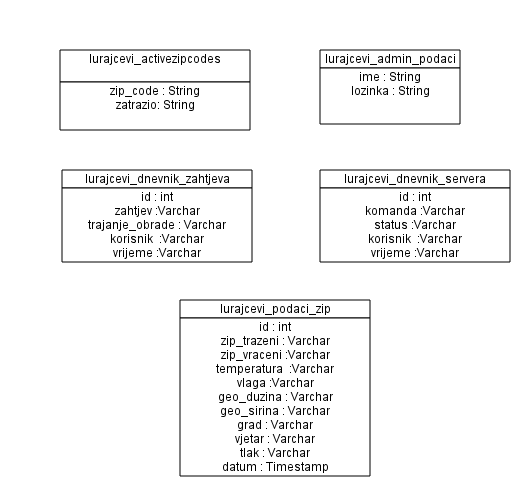 lurajcevi_activezipcodes
zip_code : String
zatrazio: String
lurajcevi_admin_podaci
ime : String
lozinka : String
lurajcevi_dnevnik_zahtjeva
id : int
zahtjev :Varchar
trajanje_obrade : Varchar
korisnik :Varchar
vrijeme :Varchar
lurajcevi_dnevnik_servera
id : int
komanda :Varchar
status :Varchar
korisnik :Varchar
vrijeme :Varchar
lurajcevi_podaci_zip
id : int
zip_trazeni : Varchar
zip_vraceni :Varchar
temperatura :Varchar
vlaga :Varchar
geo_duzina : Varchar
geo_sirina : Varchar
grad : Varchar
vjetar : Varchar
tlak : Varchar
datum : Timestamp